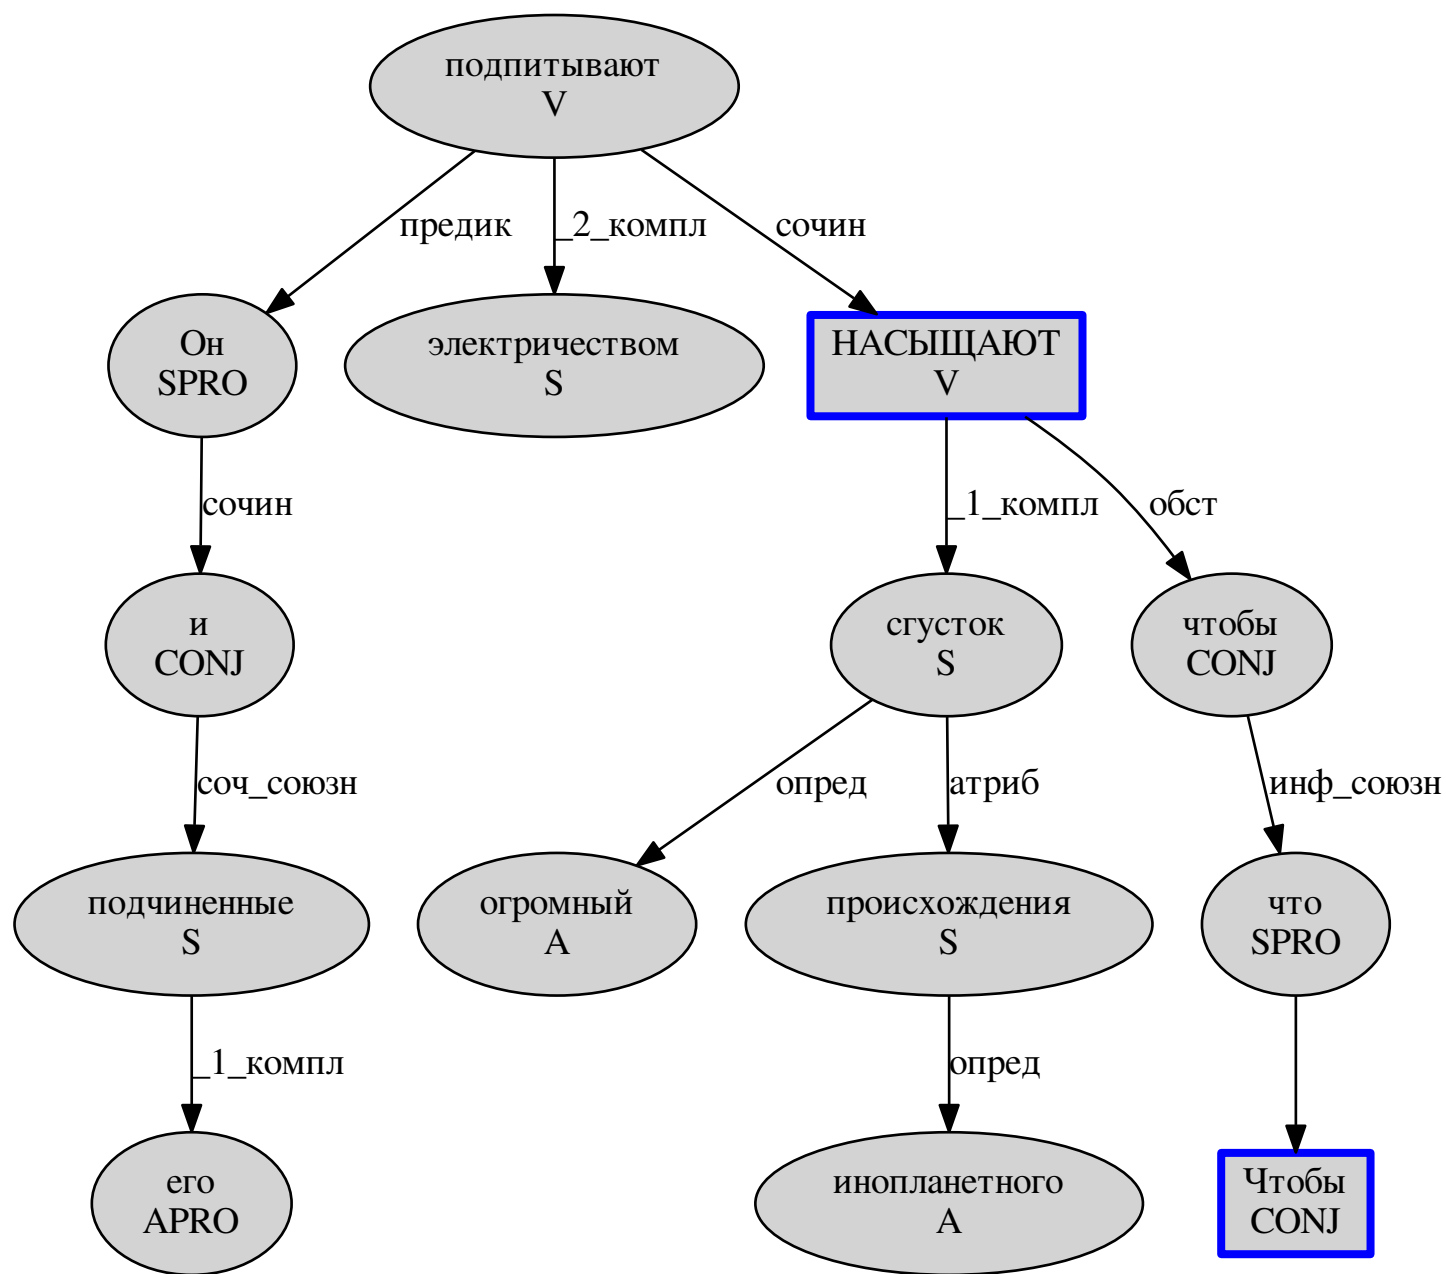 подпитывают
V
предик
_2_компл
сочин
Он
SPRO
электричеством
S
НАСЫЩАЮТ
V
сочин
_1_компл
обст
и
CONJ
сгусток
S
чтобы
CONJ
соч_союзн
опред
атриб
инф_союзн
подчиненные
S
огромный
A
происхождения
S
что
SPRO
_1_компл
опред
его
APRO
инопланетного
A
Чтобы
CONJ